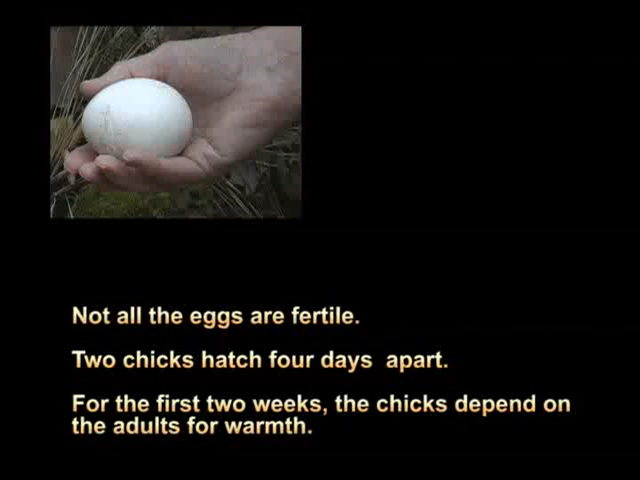 Not all the eggs are fertile.
Two chicks hatch four days  apart.
For the first two weeks, the chicks depend on
the adults for warmth.